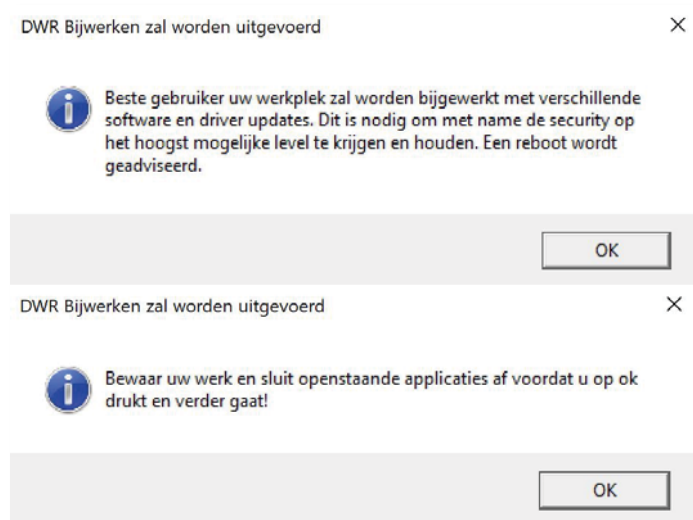 DWR Bijwerken zal worden uitgevoerd
Beste gebruiker uw werkplek zal worden bijgewerkt met verschillende
software en driver updates. Dit is nodig om met name de security op
het hoogst mogelijke level te krijgen en houden. Een reboot wordt
geadviseerd.
OK
DWR Bijwerken zal worden uitgevoerd
Bewaar uw werk en sluit openstaande applicaties af voordat u op ok
drukt en verder gaat!
OK